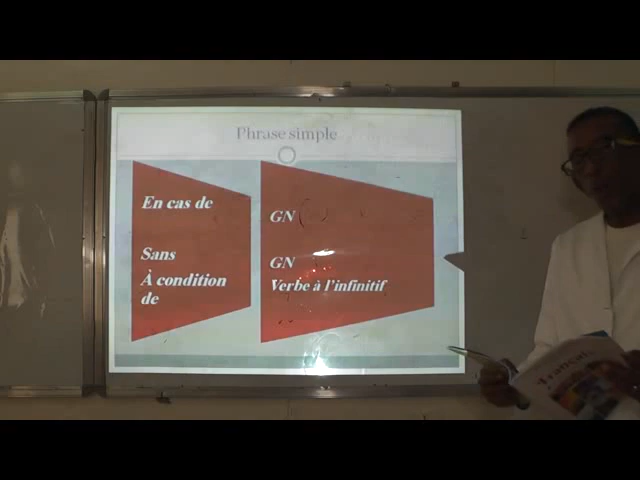 Phrase simple
En cas de
GN
Sans
GN
À condition
de
Verbe à l'infinitif
Français